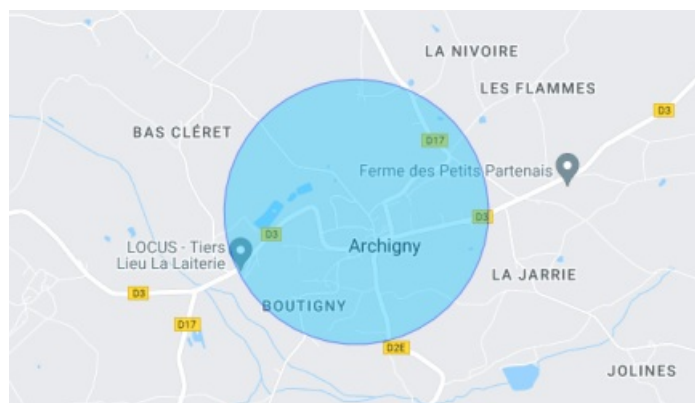 LA NIVOIRE
LES FLAMMES
D3
BAS CLÉRET
D17
Ferme des Petits Partenais
D3
D3
LOCUS - Tiers
Lieu La Laiterie
Archigny
LA JARRIE
D3
BOUTIGNY
D17
D2E
JOLINES